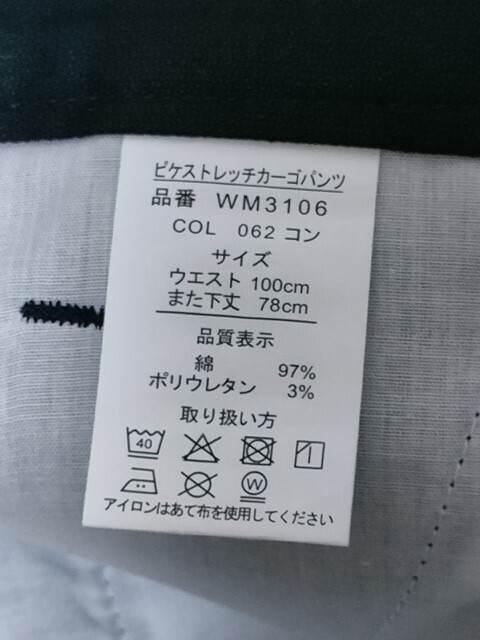 ピケストレッチカーゴパンツ
品番 WM3106
COL 062 コン
サイズ
ウエスト 100cm
また下丈 78cm
品質表示
綿 97%
ポリウレタン 3%
取り扱い方
40
W
アイロンはあて布を使用してください